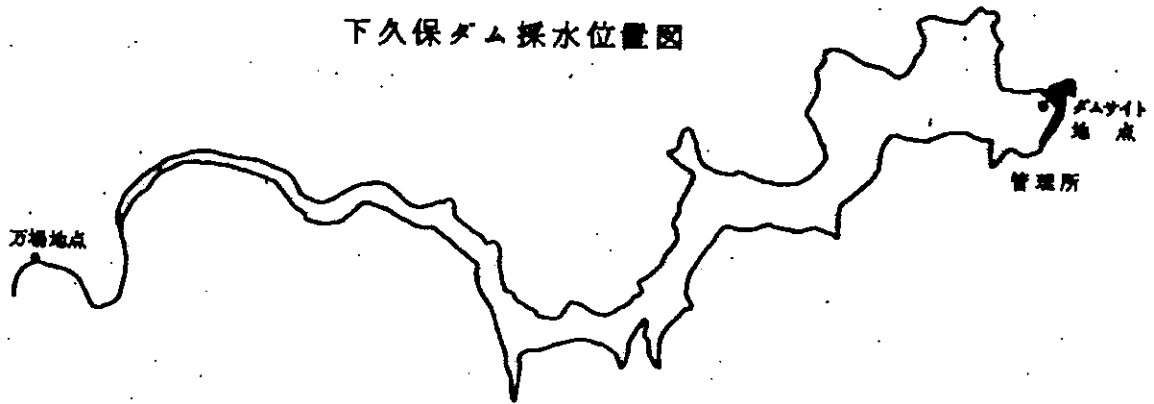 下久保ダム採水位置図
ダムサイト
地点
管理所
万場地点